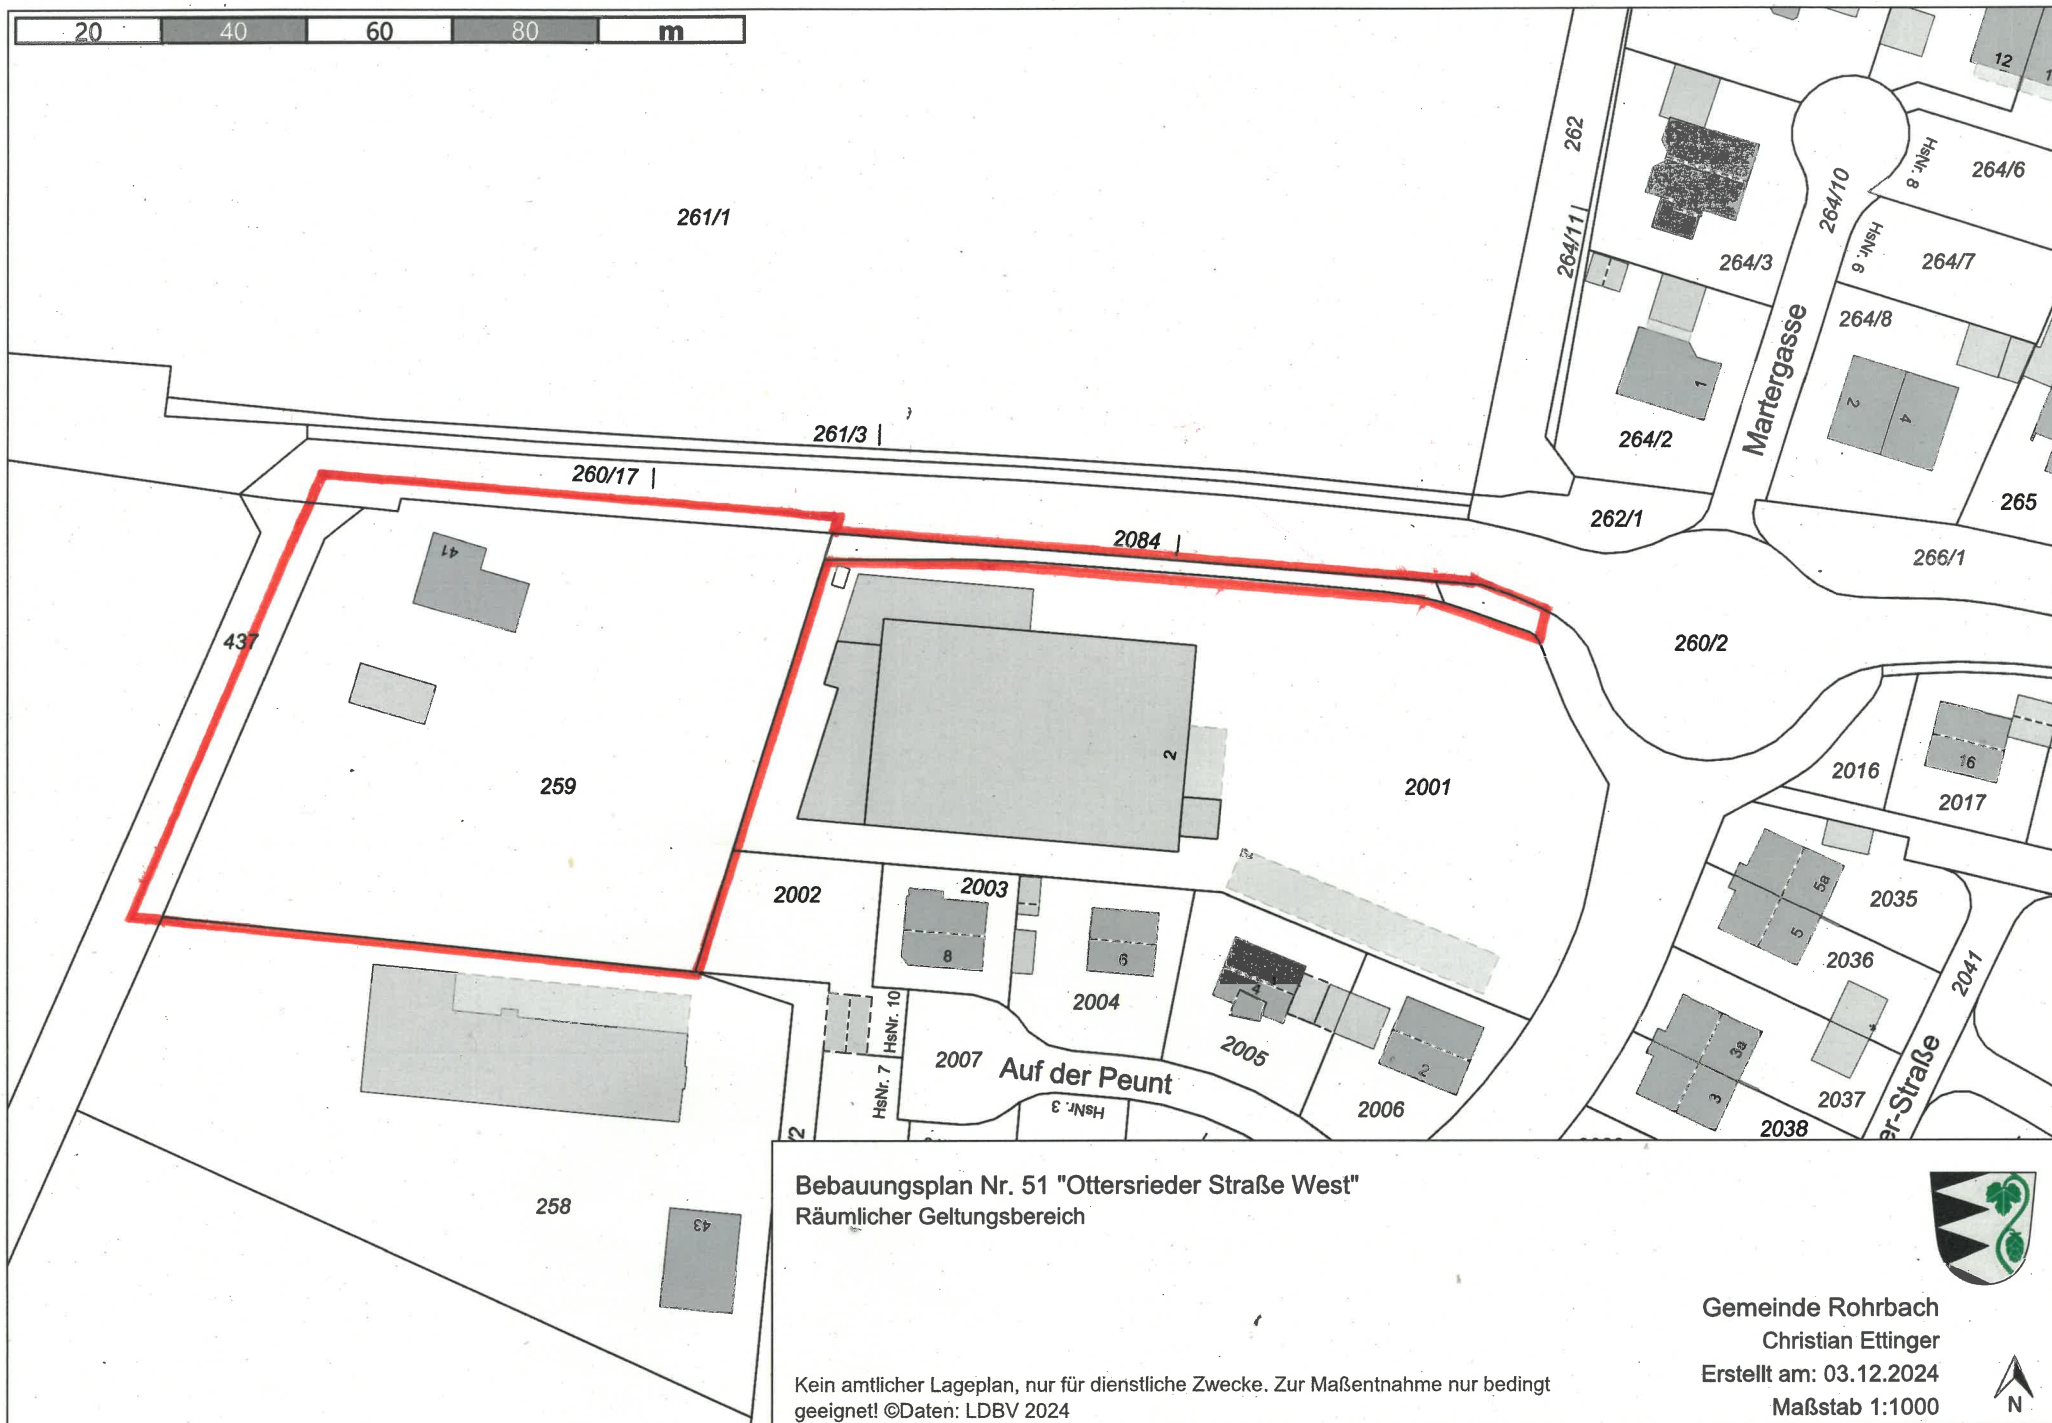 20 40 60 80 m
12
262
HsNr. 8
264/6
264/10
261/1
264/11
HsNr. 6
264/3
264/7
264/8
Martergasse
1
2
4
261/3
264/2
260/17
265
262/1
2084
266/1
41
437
260/2
2
259
2001
2016
16
2017
2002
2003
5a
2035
8
6
5
2036
2041
2004
4
HsNr. 10
2005
2
3a
2007
Auf der Peunt
HsNr. 7
HsNr. 3
2006
3
2037
er-Straße
/2
2038
258
43
Bebauungsplan Nr. 51 "Ottersrieder Straße West"
Räumlicher Geltungsbereich
Gemeinde Rohrbach
Christian Ettinger
Erstellt am: 03.12.2024
Maßstab 1:1000
N
Kein amtlicher Lageplan, nur für dienstliche Zwecke. Zur Maßentnahme nur bedingt
geeignet! ©Daten: LDBV 2024